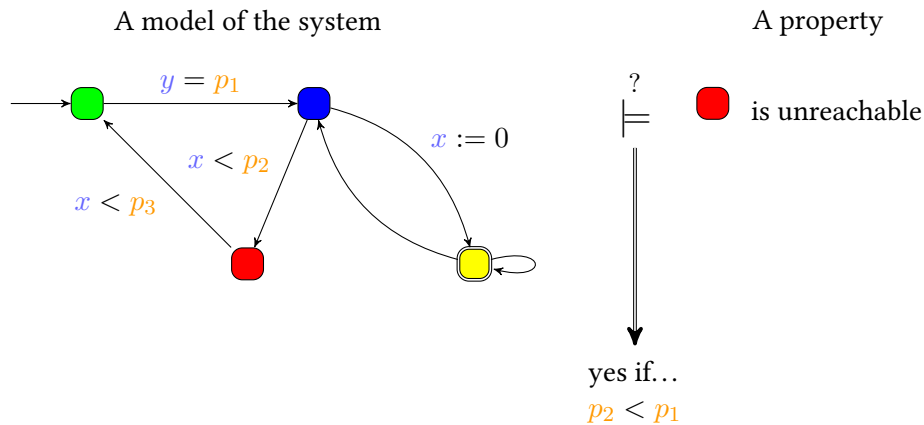 A model of the system
A property
y = p₁
x := 0
x < p₂
x < p₃
?
⊨
is unreachable
yes if…
p₂ < p₁